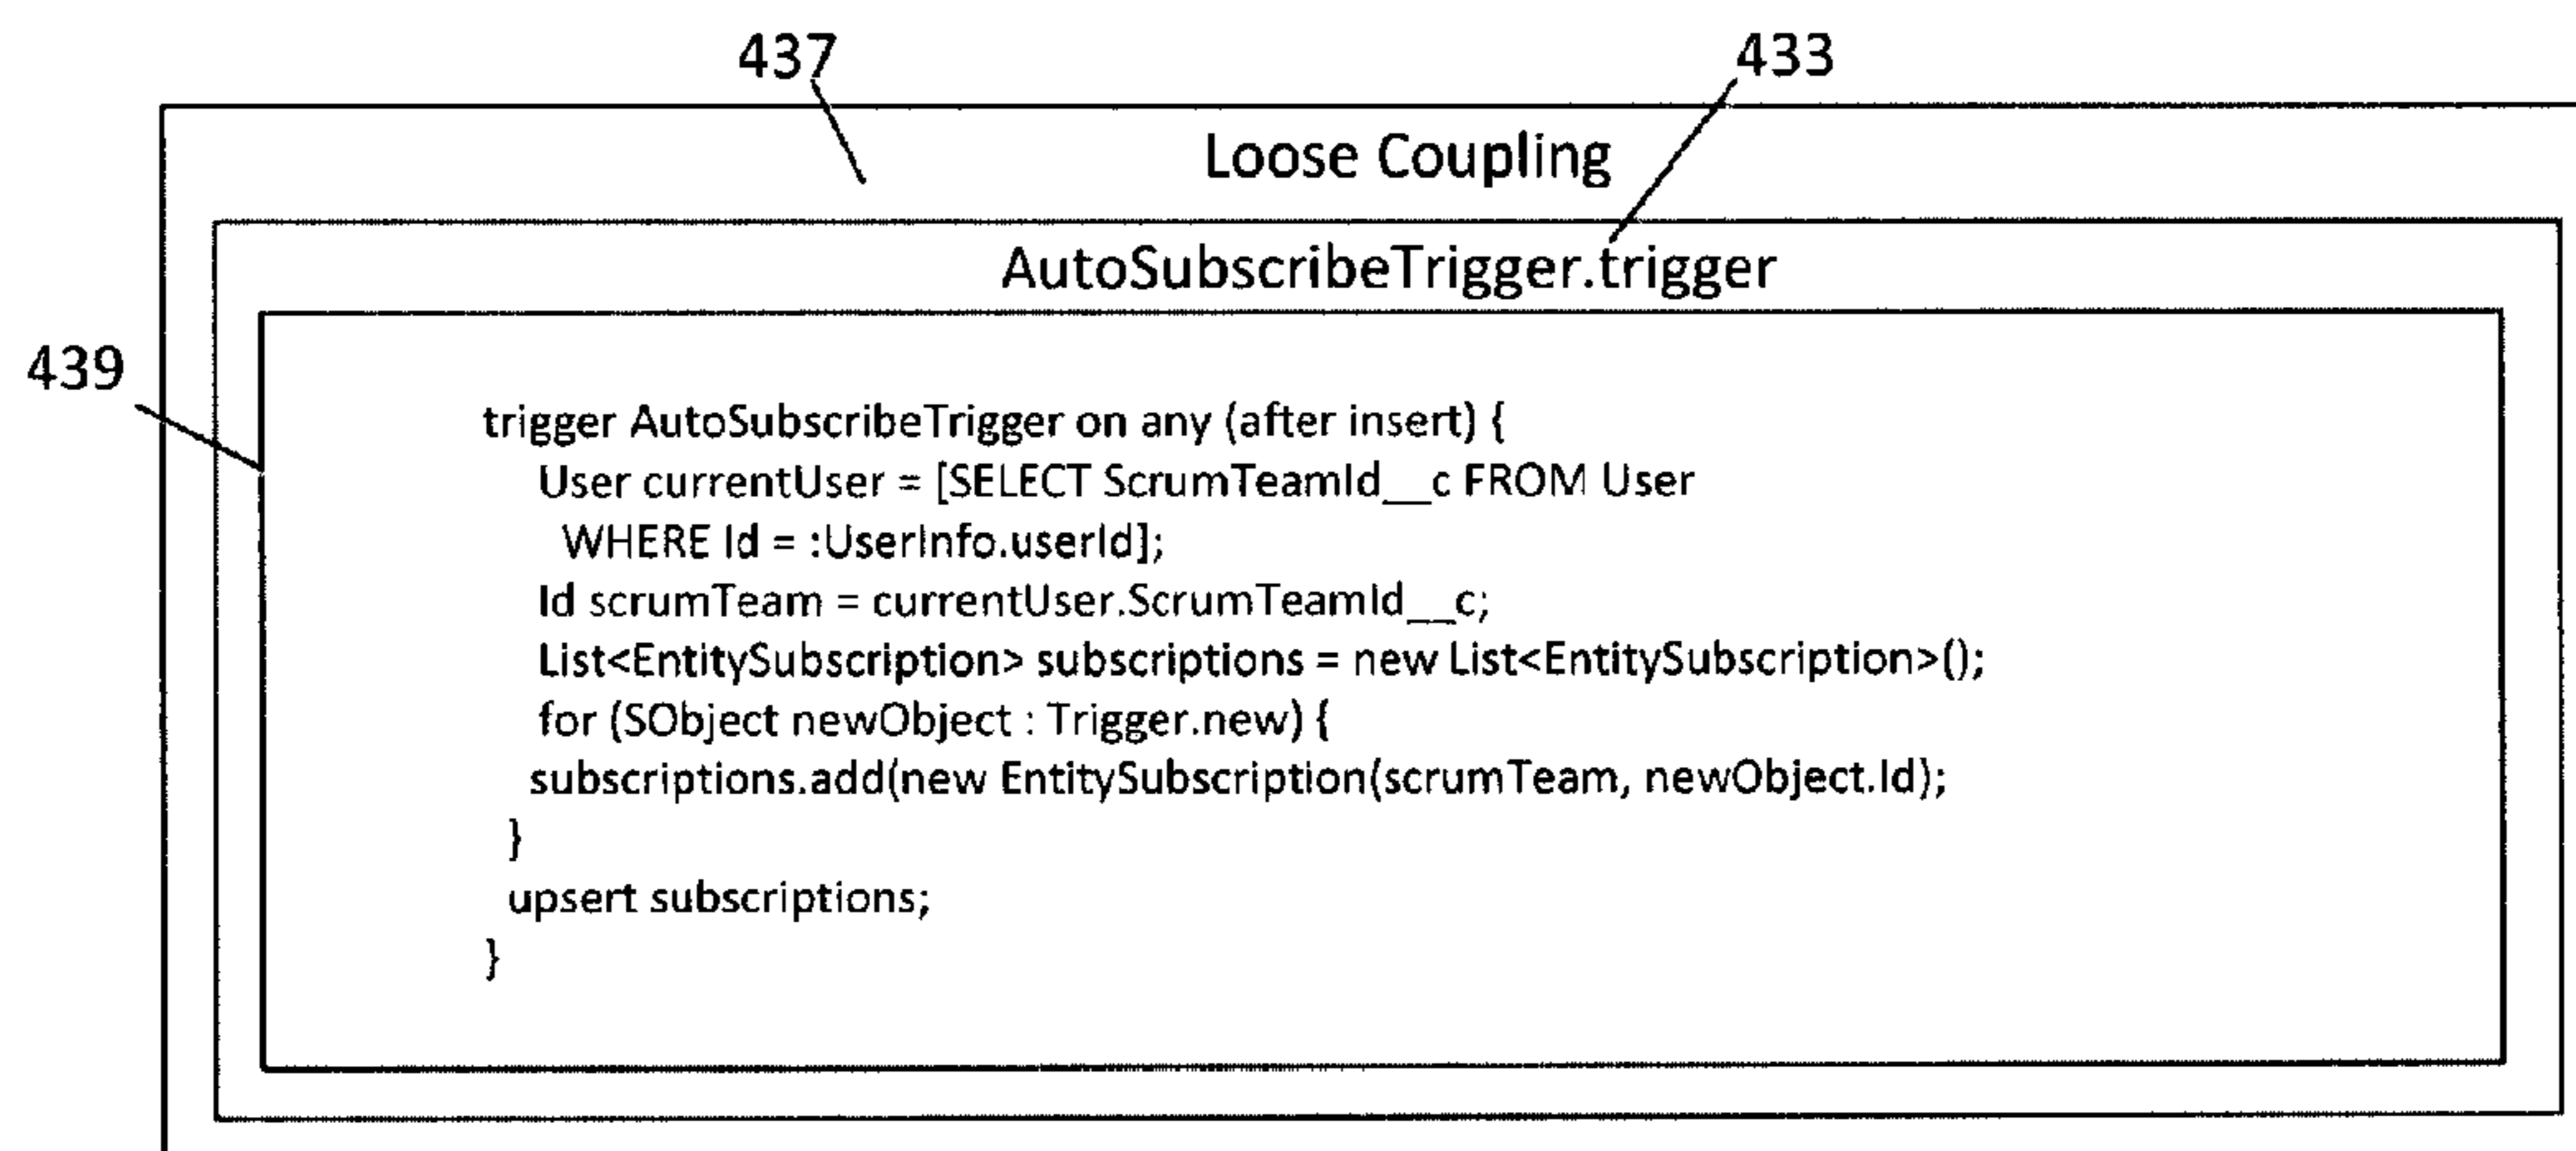 437
433
Loose Coupling
AutoSubscribeTrigger.trigger
439
trigger AutoSubscribeTrigger on any (after insert) {
User currentUser = [SELECT ScrumTeamId__c FROM User
WHERE Id = :UserInfo.userId];
Id scrumTeam = currentUser.ScrumTeamId__c;
List<EntitySubscription> subscriptions = new List<EntitySubscription>();
for (SObject newObject : Trigger.new) {
subscriptions.add(new EntitySubscription(scrumTeam, newObject.Id);
}
upsert subscriptions;
}